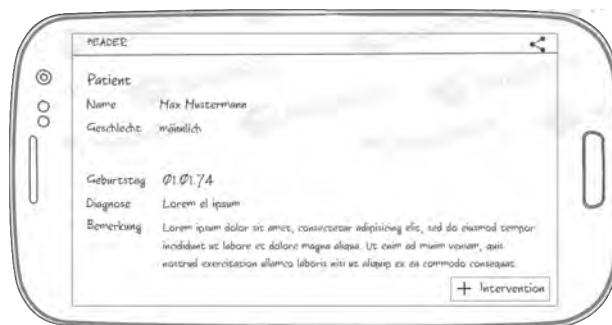 HEADER
Patient
Name Max Mustermann
Geschlecht männlich
Geburtstag 01.01.74
Diagnose Lorem el ipsum
Bemerkung Lorem ipsum dolor sit amet, consectetur adipisicing elit, sed do eiusmod tempor
incididunt ut labore et dolore magna aliqua. Ut enim ad minim veniam, quis
nostrud exercitation ullamco laboris nisi ut aliquip ex ea commodo consequat.
+ Intervention